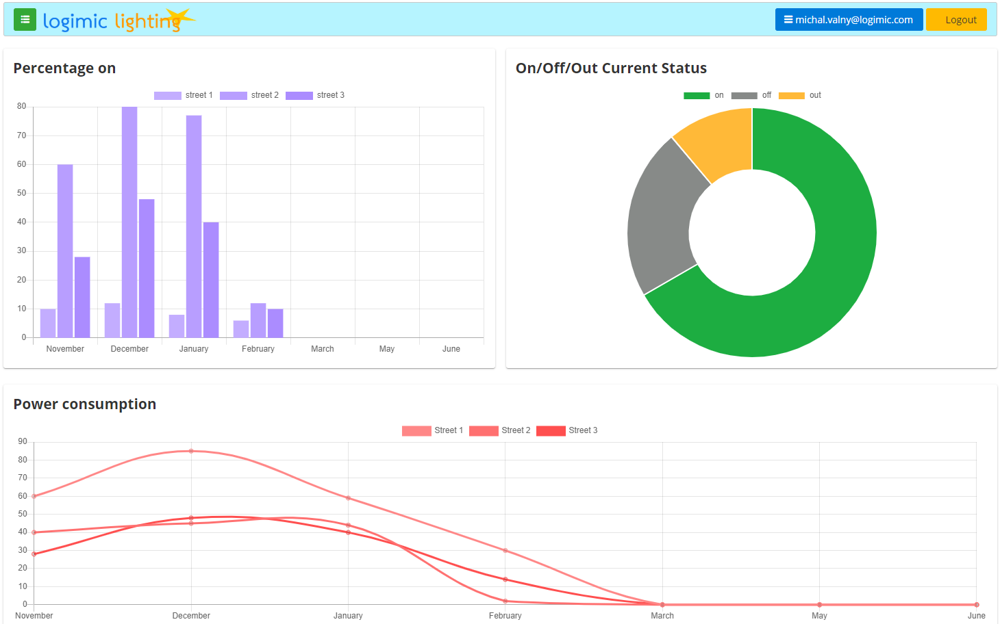 logimic lighting
michal.valny@logimic.com
Logout
Percentage on
street 1 street 2 street 3
80
70
60
50
40
30
20
10
0
November December January February March May June
On/Off/Out Current Status
on off out
Power consumption
Street 1 Street 2 Street 3
90
80
70
60
50
40
30
20
10
0
November December January February March May June